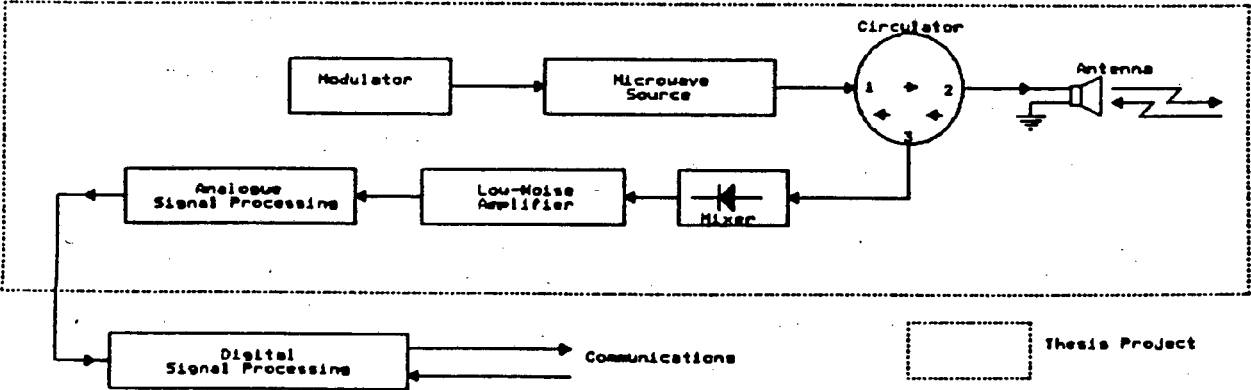 Circulator
Modulator
Microwave
Source
1
2
3
Antenna
Analogue
Signal Processing
Low-Noise
Amplifier
Mixer
Digital
Signal Processing
Communications
Thesis Project